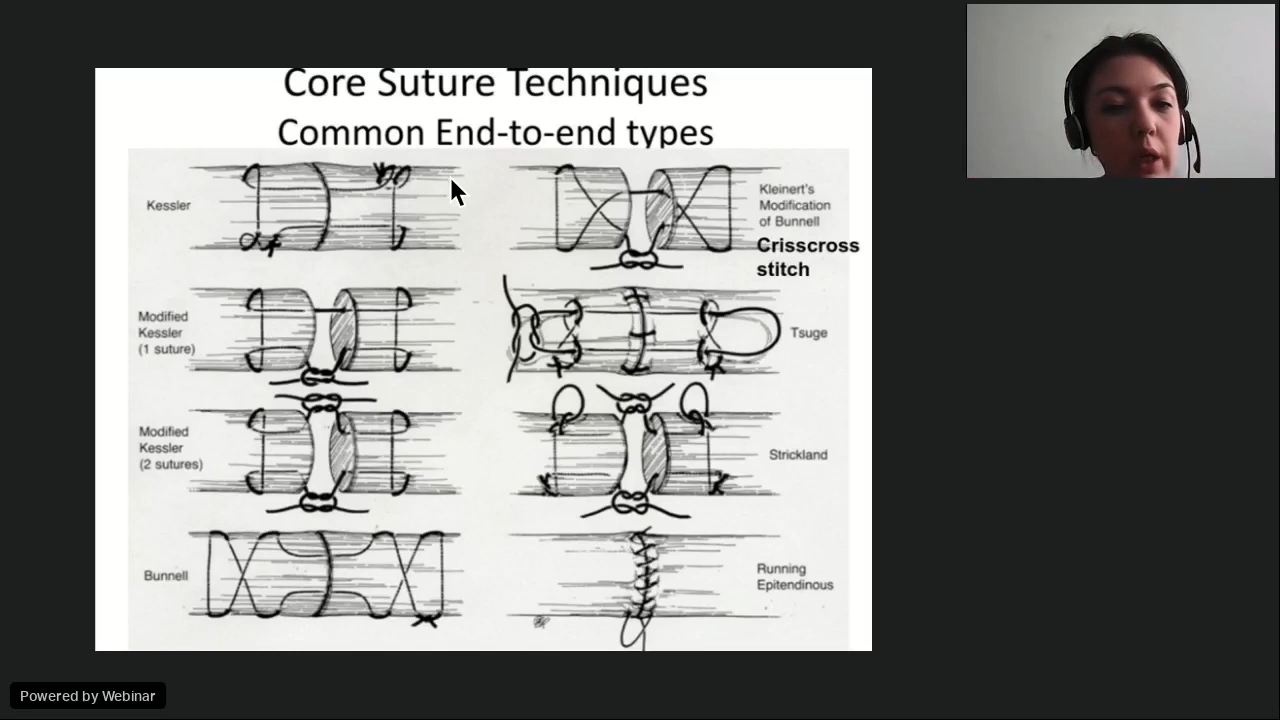 Core Suture Techniques
Common End-to-end types
Kessler
Kleinert's
Modification
of Bunnell
Crisscross
stitch
Modified
Kessler
(1 suture)
Tsuge
Modified
Kessler
(2 sutures)
Strickland
Bunnell
Running
Epitendinous
Powered by Webinar